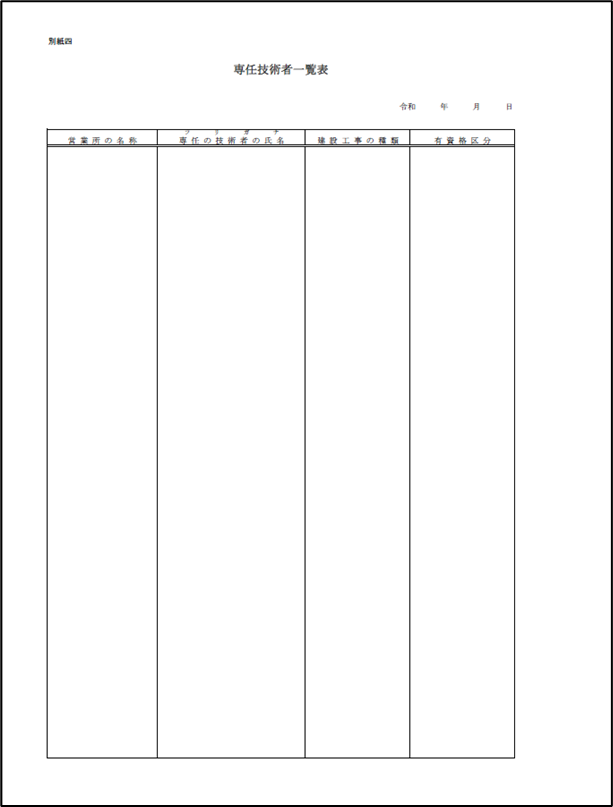 別紙四
専任技術者一覧表
令和　　年　　月　　日
フ　リ　ガ　ナ
営業所の名称　専任の技術者の氏名　建設工事の種類　有資格区分